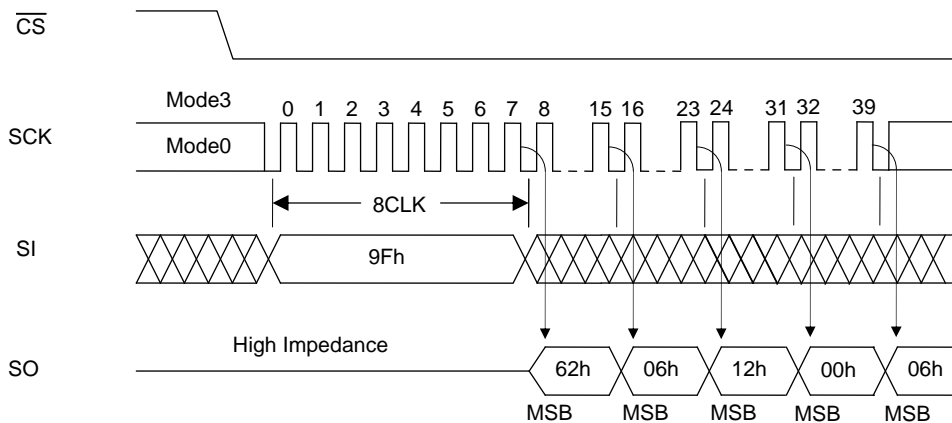 CS
Mode3
0 1 2 3 4 5 6 7 8 15 16 23 24 31 32 39
SCK
Mode0
8CLK
SI
9Fh
High Impedance
SO
62h 06h 12h 00h 06h
MSB MSB MSB MSB MSB